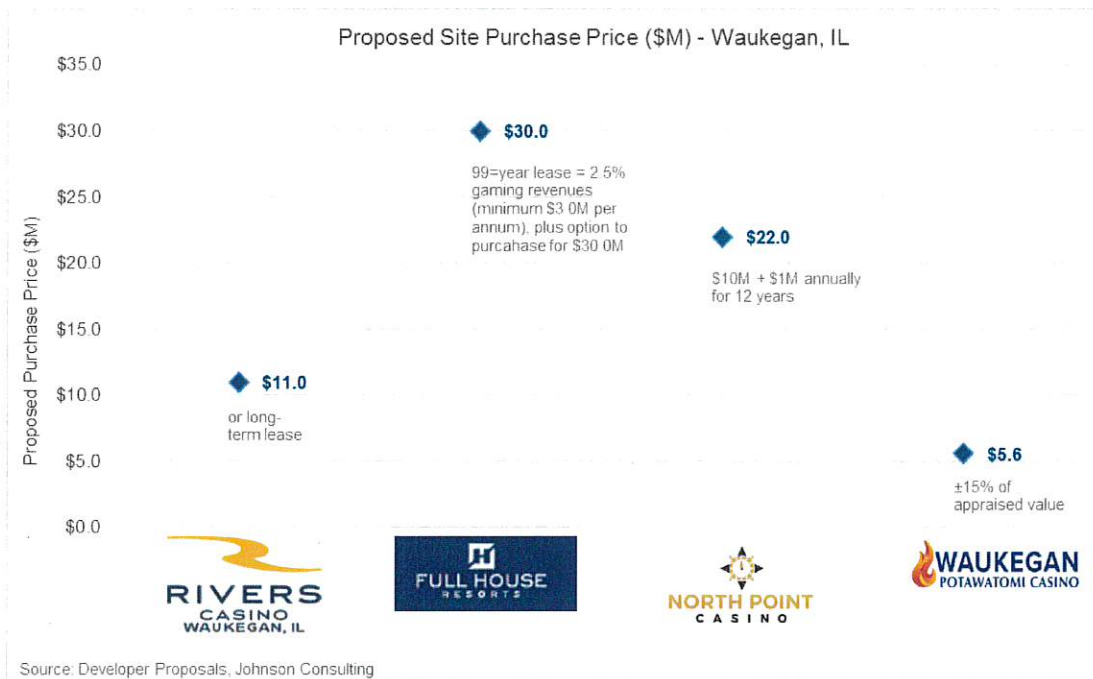 Proposed Site Purchase Price ($M) - Waukegan, IL
Proposed Purchase Price ($M)
$35.0
$30.0
$25.0
$20.0
$15.0
$10.0
$5.0
$0.0
$11.0
or long-
term lease
$30.0
99=year lease = 2.5%
gaming revenues
(minimum $3.0M per
annum), plus option to
purcahase for $30.0M
$22.0
$10M + $1M annually
for 12 years
$5.6
±15% of
appraised value
RIVERS
CASINO
WAUKEGAN, IL
FULL HOUSE
RESORTS
NORTH POINT
CASINO
WAUKEGAN
POTAWATOMI CASINO
Source: Developer Proposals, Johnson Consulting